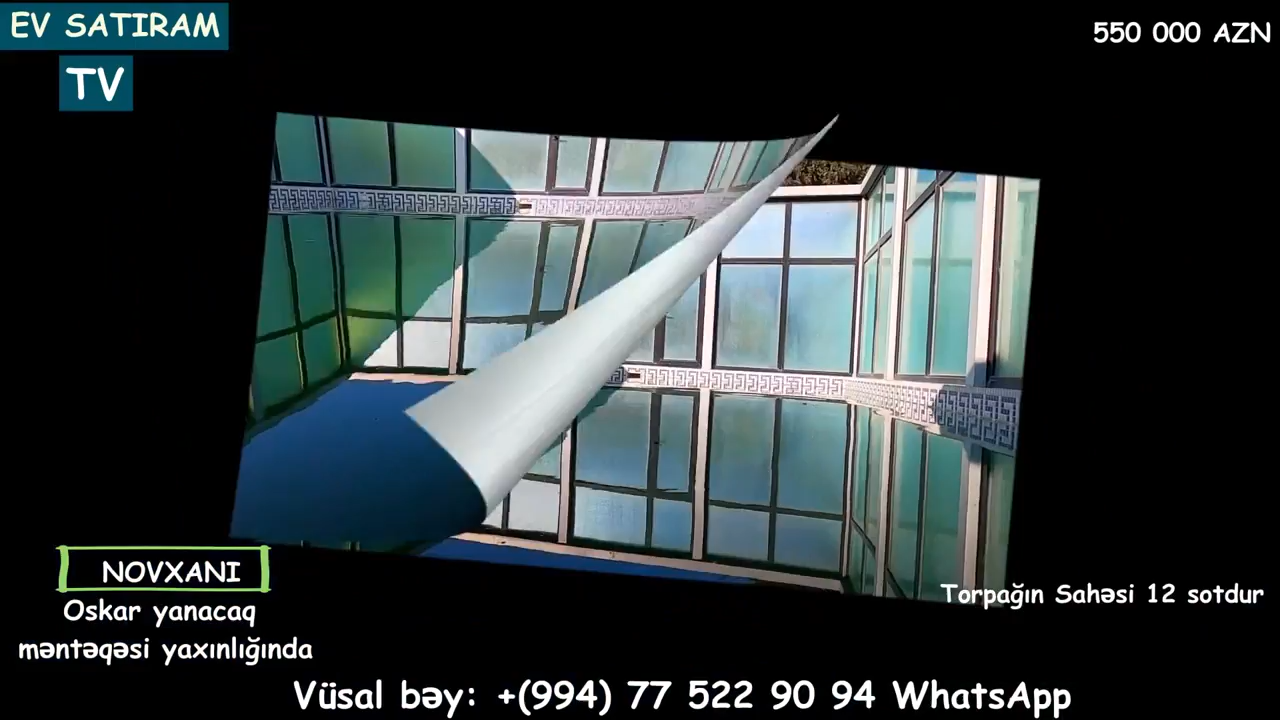 EV SATIRAM
TV
550 000 AZN
NOVXANI
Oskar yanacaq
məntəqəsi yaxınlığında
Torpağın Sahəsi 12 sotdur
Vüsal bəy: +(994) 77 522 90 94 WhatsApp